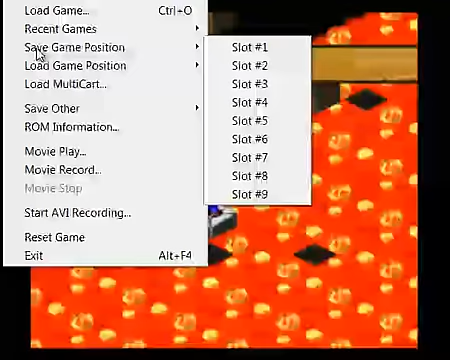 Load Game... Ctrl+O
Recent Games
Save Game Position
Load Game Position
Load MultiCart...
Save Other
ROM Information...
Movie Play...
Movie Record...
Movie Stop
Start AVI Recording...
Reset Game
Exit Alt+F4
Slot #1
Slot #2
Slot #3
Slot #4
Slot #5
Slot #6
Slot #7
Slot #8
Slot #9